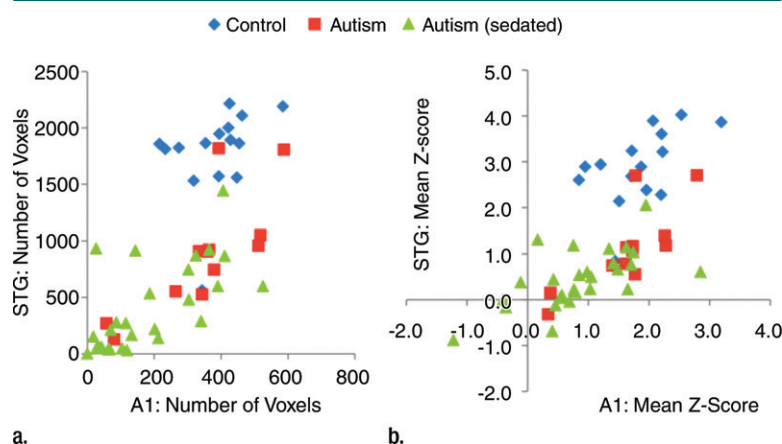 Control Autism Autism (sedated)
STG: Number of Voxels
2500
2000
1500
1000
500
0
0 200 400 600 800
A1: Number of Voxels
a.
STG: Mean Z-score
5.0
4.0
3.0
2.0
1.0
0.0
-1.0
-2.0
-2.0 -1.0 0.0 1.0 2.0 3.0 4.0
A1: Mean Z-Score
b.